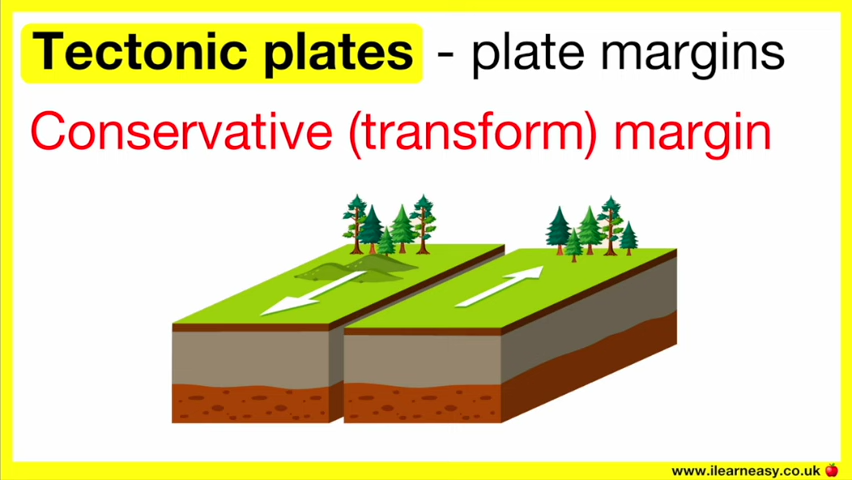 Tectonic plates - plate margins
Conservative (transform) margin
www.ilearneasy.co.uk